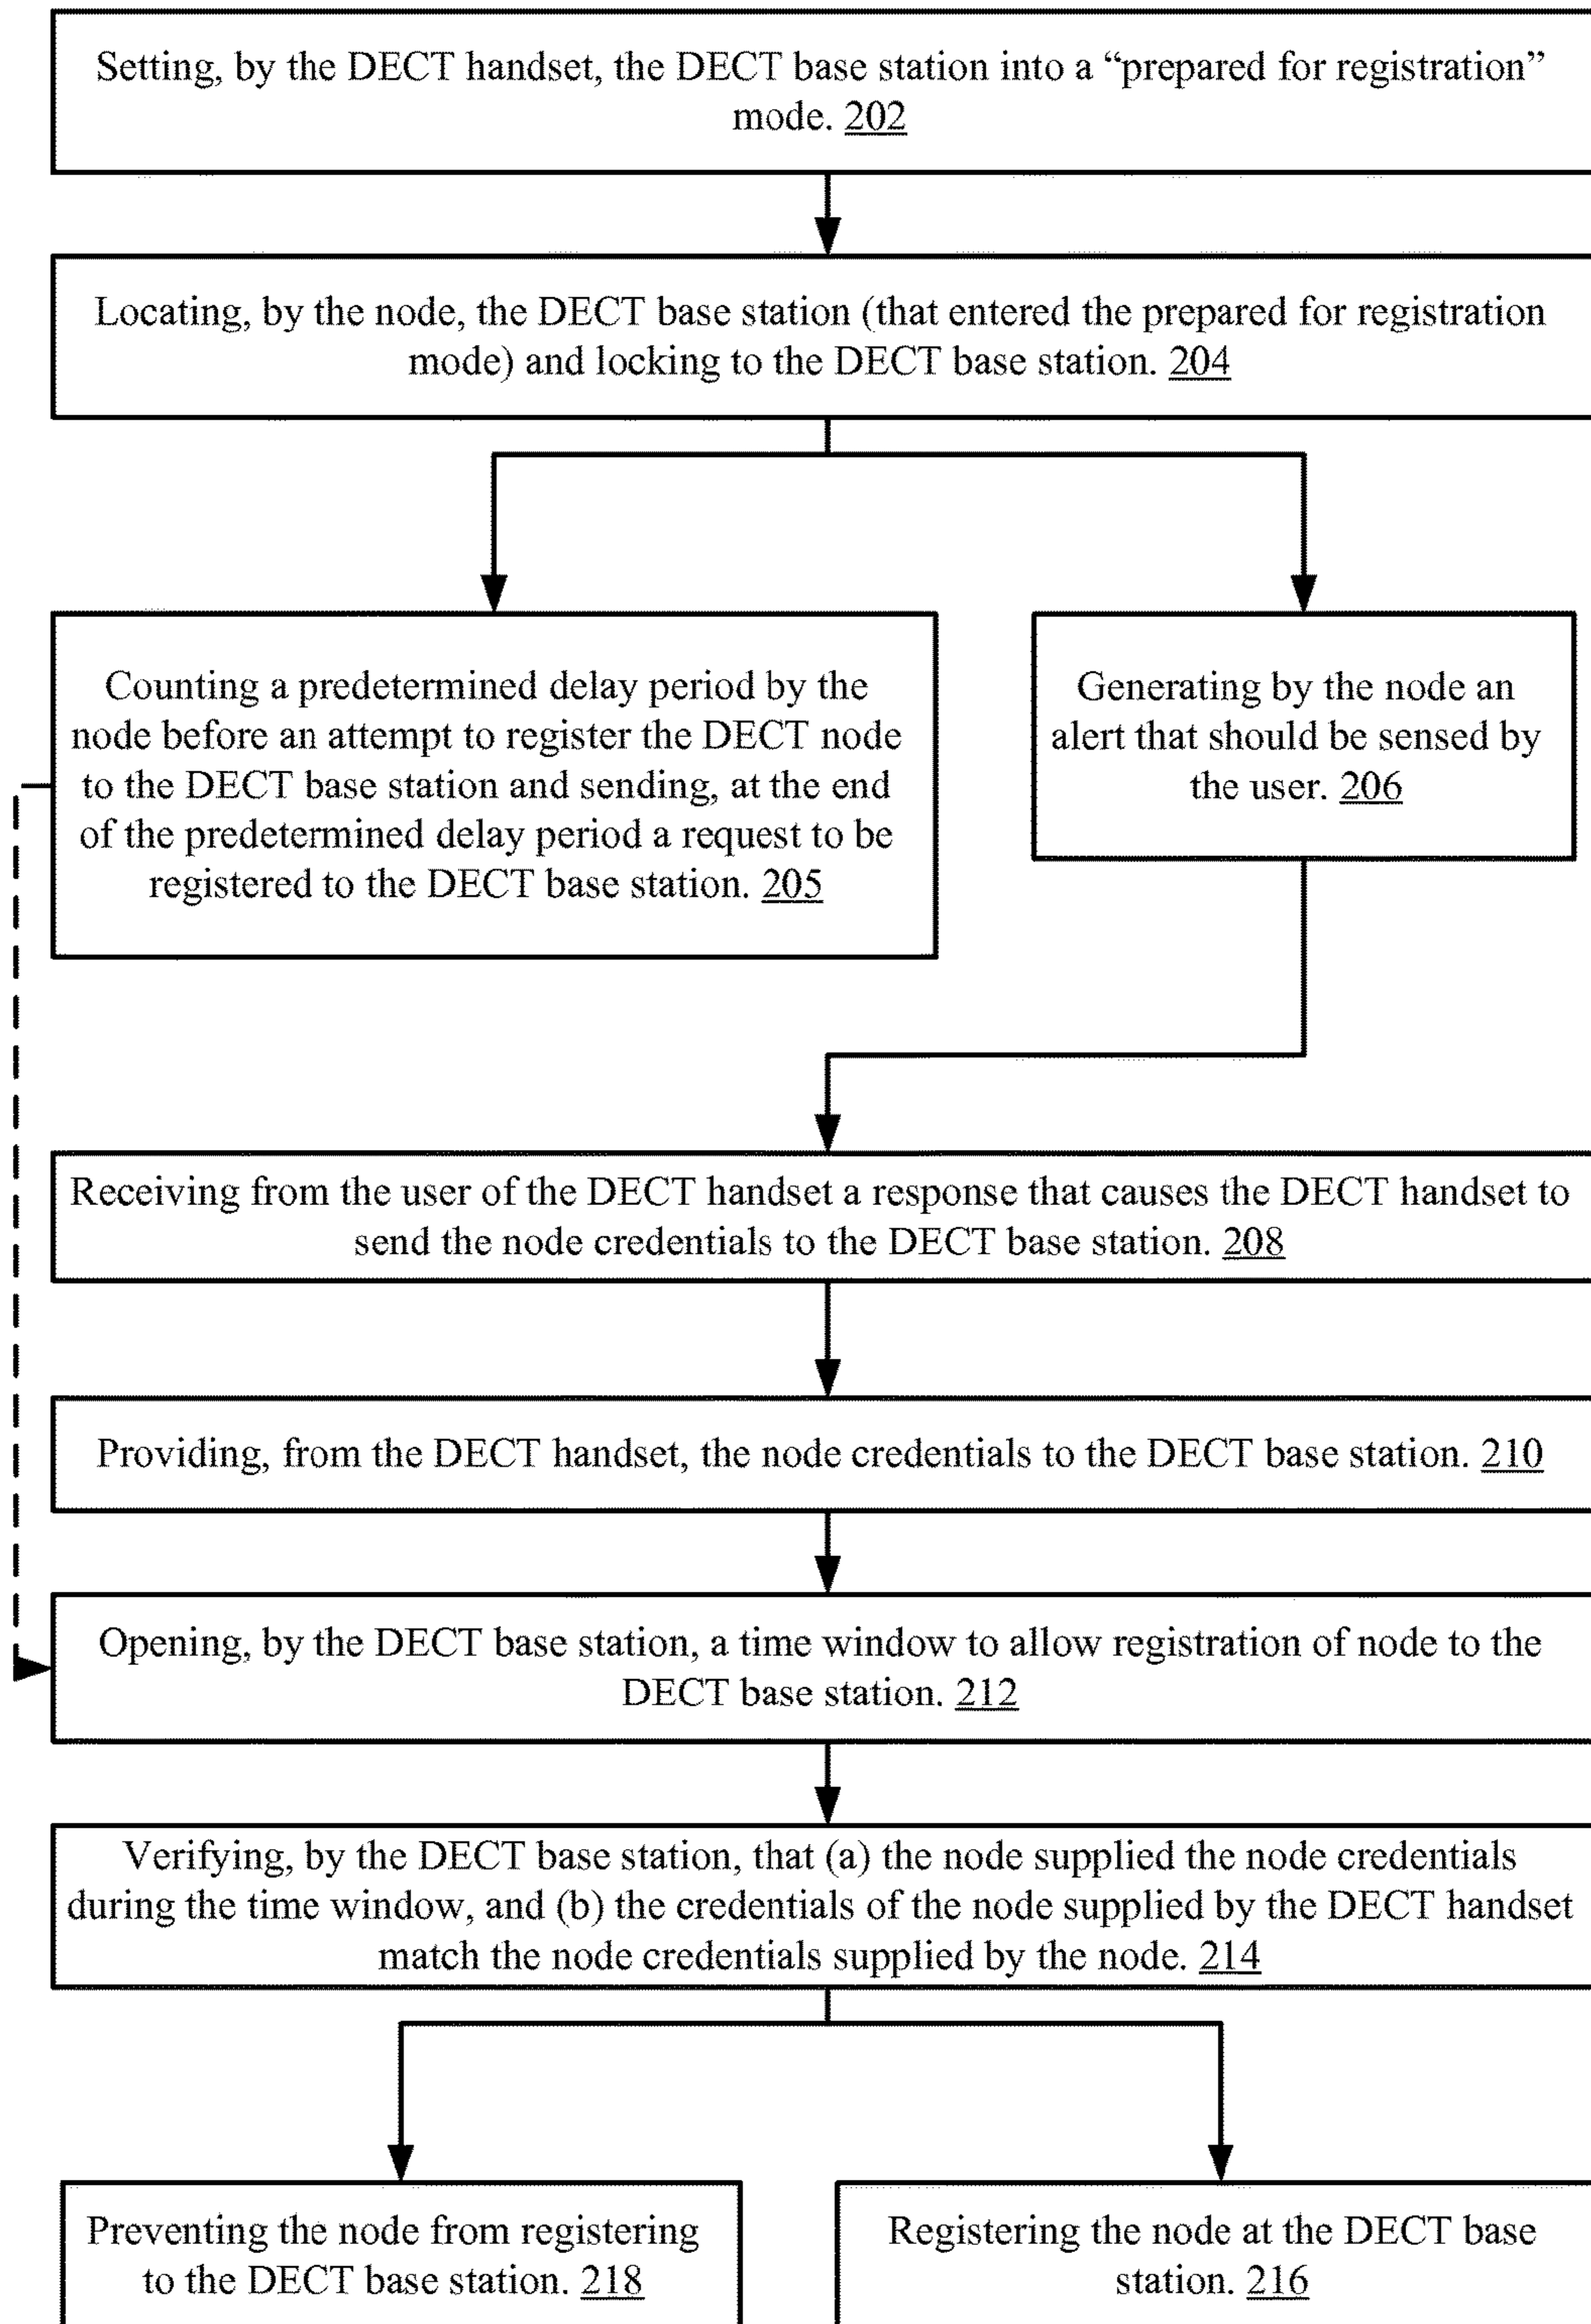 Setting, by the DECT handset, the DECT base station into a “prepared for registration”
mode. 202
Locating, by the node, the DECT base station (that entered the prepared for registration
mode) and locking to the DECT base station. 204
Counting a predetermined delay period by the
node before an attempt to register the DECT node
to the DECT base station and sending, at the end
of the predetermined delay period a request to be
registered to the DECT base station. 205
Generating by the node an
alert that should be sensed by
the user. 206
Receiving from the user of the DECT handset a response that causes the DECT handset to
send the node credentials to the DECT base station. 208
Providing, from the DECT handset, the node credentials to the DECT base station. 210
Opening, by the DECT base station, a time window to allow registration of node to the
DECT base station. 212
Verifying, by the DECT base station, that (a) the node supplied the node credentials
during the time window, and (b) the credentials of the node supplied by the DECT handset
match the node credentials supplied by the node. 214
Preventing the node from registering
to the DECT base station. 218
Registering the node at the DECT base
station. 216